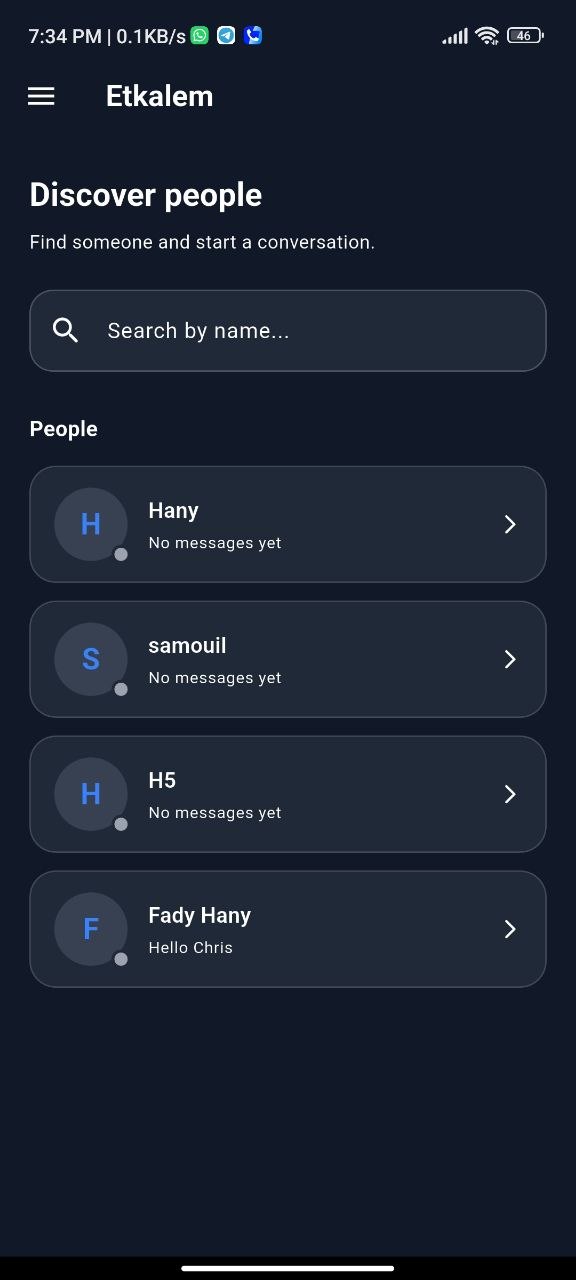 7:34 PM | 0.1KB/s 46
Etkalem
Discover people
Find someone and start a conversation.
Search by name...
People
H
Hany
No messages yet
S
samouil
No messages yet
H
H5
No messages yet
F
Fady Hany
Hello Chris